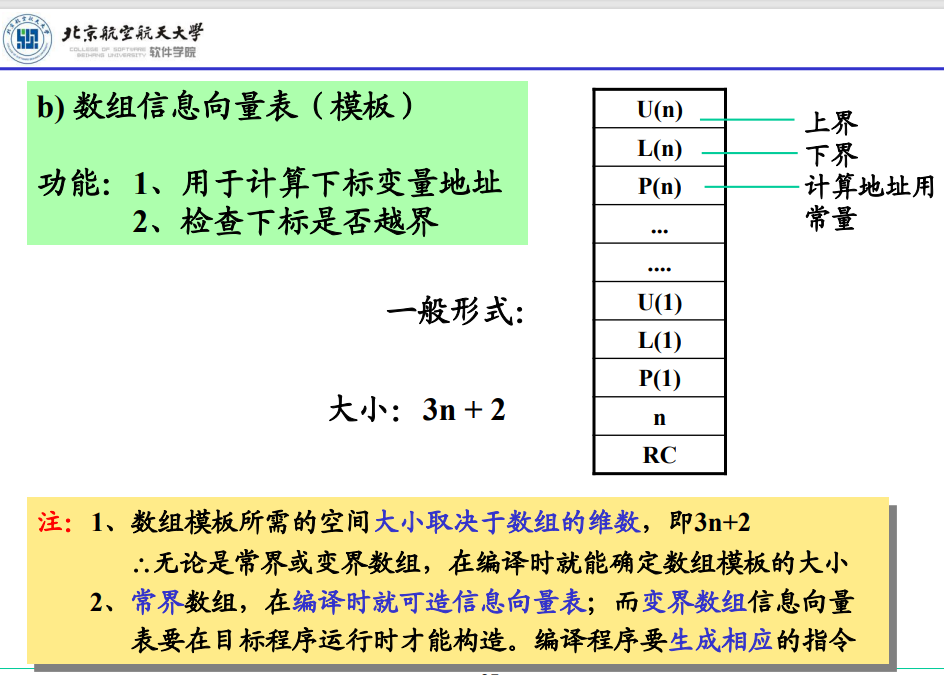 北京航空航天大學
COLLEGE OF SOFTWARE
BEIHANG UNIVERSITY 软件学院
b) 数组信息向量表（模板）
功能：1、用于计算下标变量地址
2、检查下标是否越界
一般形式：
大小：3n + 2
U(n)
L(n)
P(n)
...
....
U(1)
L(1)
P(1)
n
RC
上界
下界
计算地址用
常量
注：1、数组模板所需的空间大小取决于数组的维数，即3n+2
∴无论是常界或变界数组，在编译时就能确定数组模板的大小
2、常界数组，在编译时就可造信息向量表；而变界数组信息向量
表要在目标程序运行时才能构造。编译程序要生成相应的指令